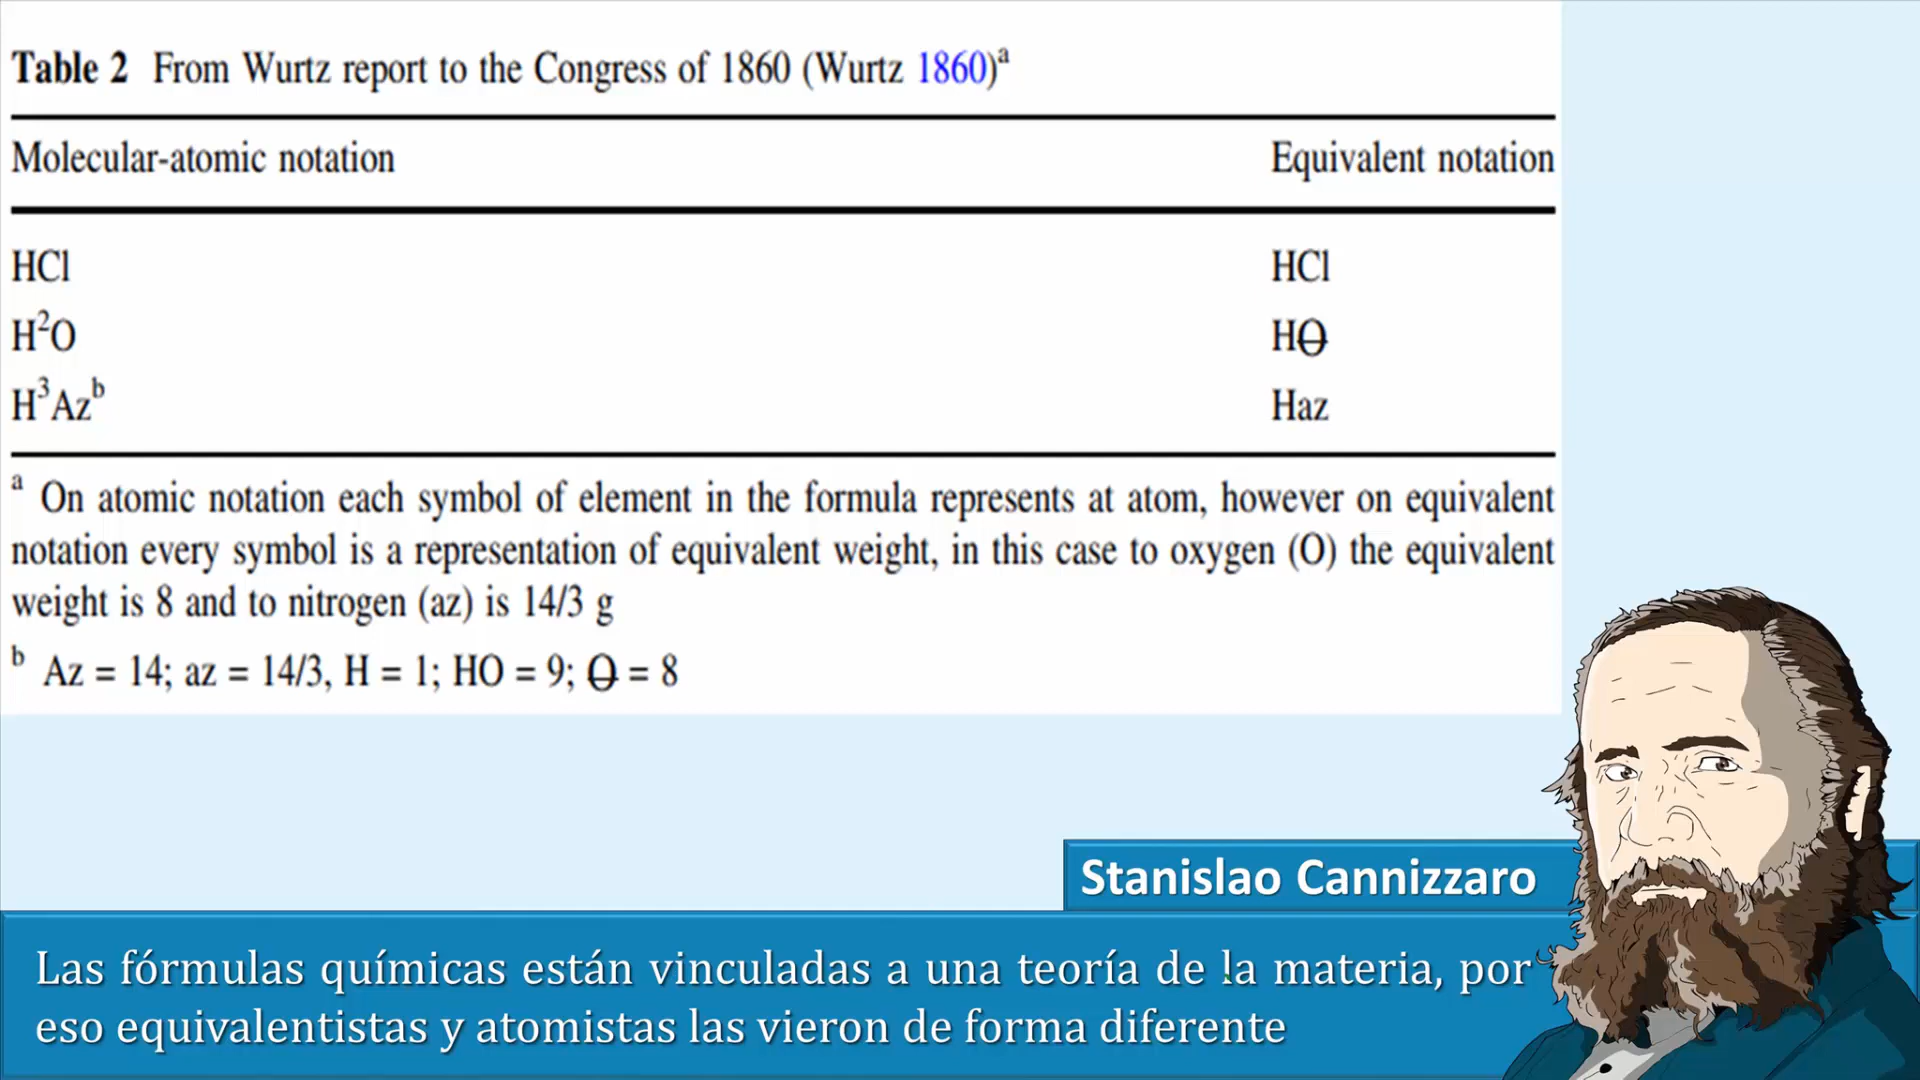 Table 2 From Wurtz report to the Congress of 1860 (Wurtz 1860)ᵃ
Molecular-atomic notation Equivalent notation
HCl HCl
H²O HꝊ
H³Azᵇ Haz
ᵃ On atomic notation each symbol of element in the formula represents at atom, however on equivalent
notation every symbol is a representation of equivalent weight, in this case to oxygen (O) the equivalent
weight is 8 and to nitrogen (az) is 14/3 g
ᵇ Az = 14; az = 14/3, H = 1; HO = 9; Ꝋ = 8
Stanislao Cannizzaro
Las fórmulas químicas están vinculadas a una teoría de la materia, por
eso equivalentistas y atomistas las vieron de forma diferente